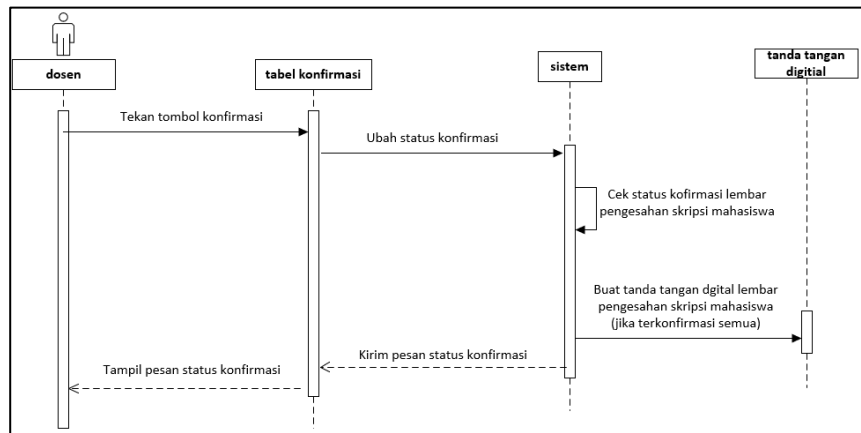 dosen
tabel konfirmasi
sistem
tanda tangan
digitial
Tekan tombol konfirmasi
Ubah status konfirmasi
Cek status kofirmasi lembar
pengesahan skripsi mahasiswa
Buat tanda tangan dgital lembar
pengesahan skripsi mahasiswa
(jika terkonfirmasi semua)
Kirim pesan status konfirmasi
Tampil pesan status konfirmasi